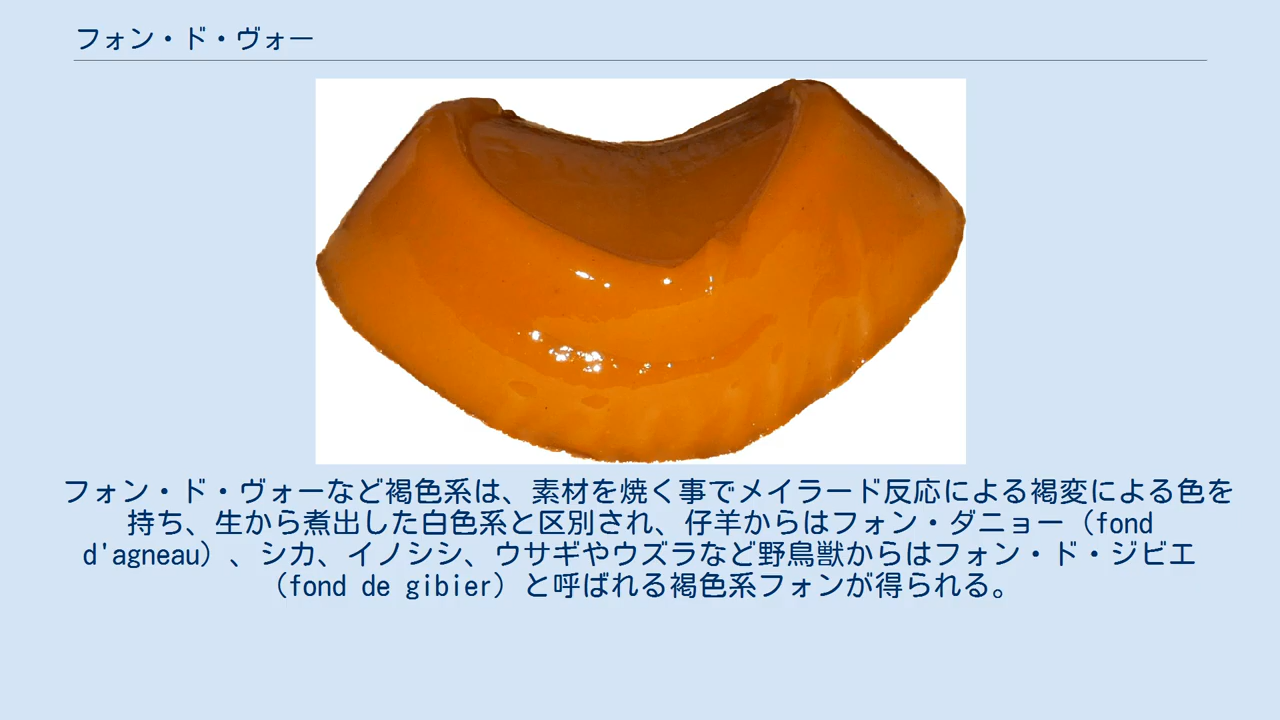 フォン・ド・ヴォー
フォン・ド・ヴォーなど褐色系は、素材を焼く事でメイラード反応による褐変による色を
持ち、生から煮出した白色系と区別され、仔羊からはフォン・ダニョー（fond
d'agneau）、シカ、イノシシ、ウサギやウズラなど野鳥獣からはフォン・ド・ジビエ
（fond de gibier）と呼ばれる褐色系フォンが得られる。